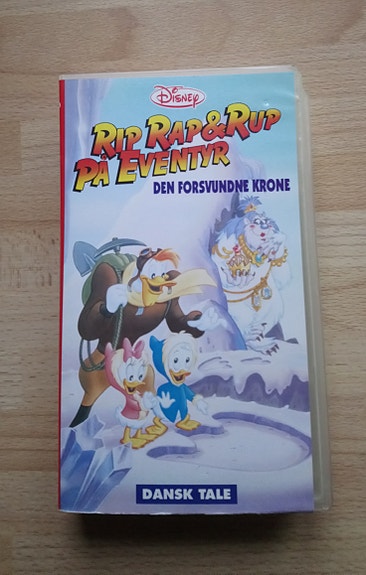 Disney
RIP RAP & RUP
PÅ EVENTYR
DEN FORSVUNDNE KRONE
DANSK TALE